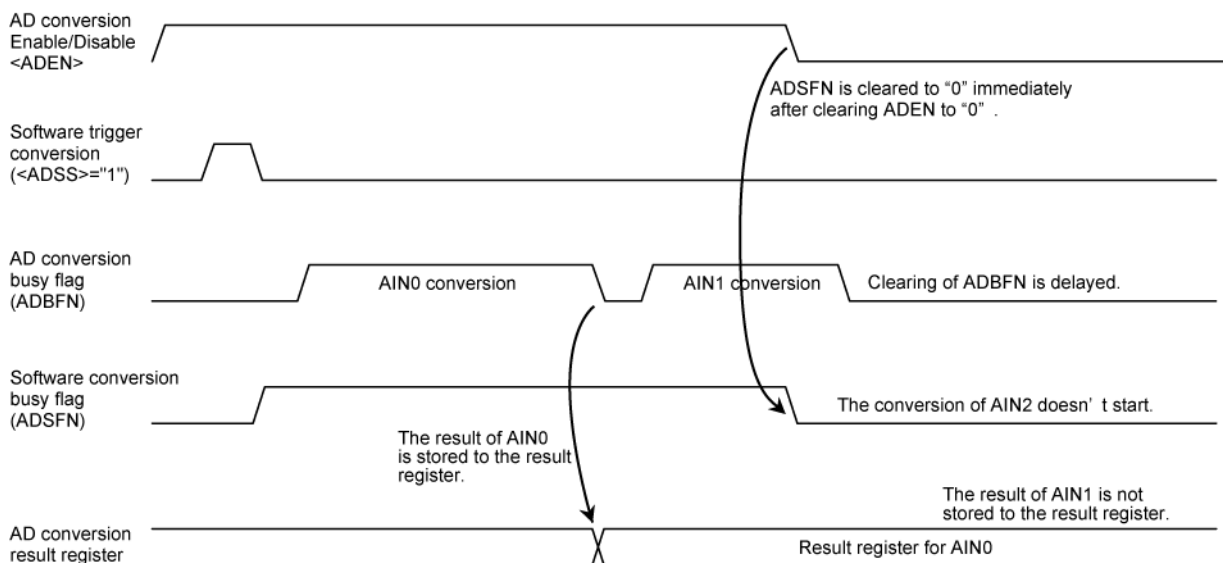 AD conversion
Enable/Disable
<ADEN>
ADSFN is cleared to “0” immediately
after clearing ADEN to “0” .
Software trigger
conversion
(<ADSS>="1")
AD conversion
busy flag
(ADBFN)
AIN0 conversion
AIN1 conversion
Clearing of ADBFN is delayed.
Software conversion
busy flag
(ADSFN)
The conversion of AIN2 doesn’ t start.
The result of AIN0
is stored to the result
register.
The result of AIN1 is not
stored to the result register.
AD conversion
result register
Result register for AIN0